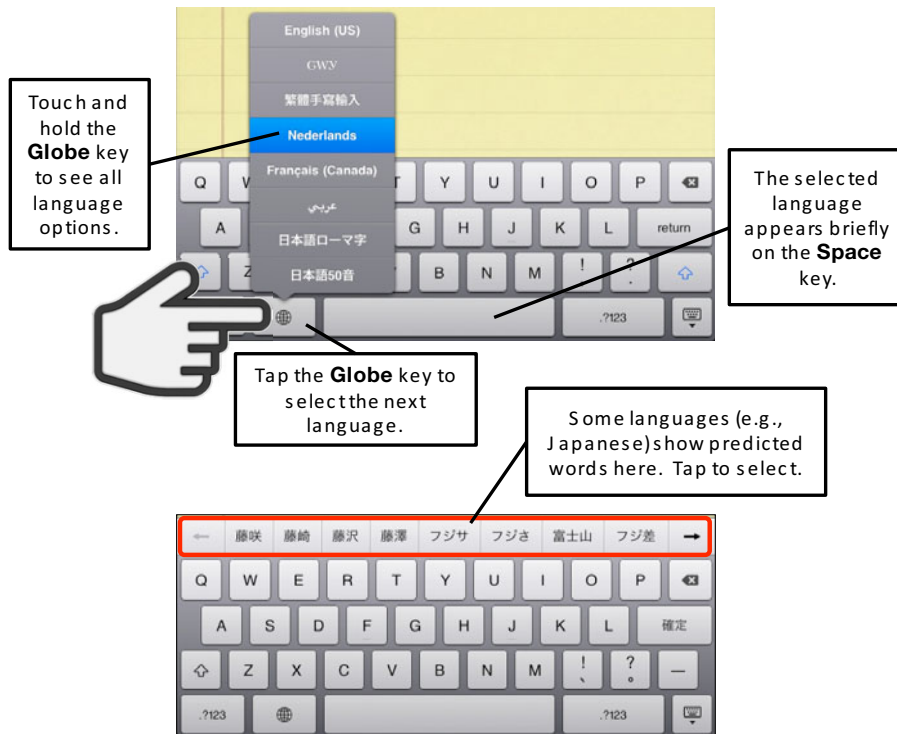 English (US)
ᏣᎳᎩ
繁體手寫輸入
Nederlands
Français (Canada)
عربي
日本語ローマ字
日本語50音
Touch and
hold the
Globe key
to see all
language
options.
Q W T Y U I O P
A G H J K L return
Z B N M ! , ? .
.?123
The selected
language
appears briefly
on the Space
key.
Tap the Globe key to
select the next
language.
Some languages (e.g.,
Japanese) show predicted
words here. Tap to select.
← 藤咲 藤崎 藤沢 藤澤 フジサ フジさ 富士山 フジ差 →
Q W E R T Y U I O P
A S D F G H J K L 確定
Z X C V B N M ! 、 ? 。 —
.?123 .?123